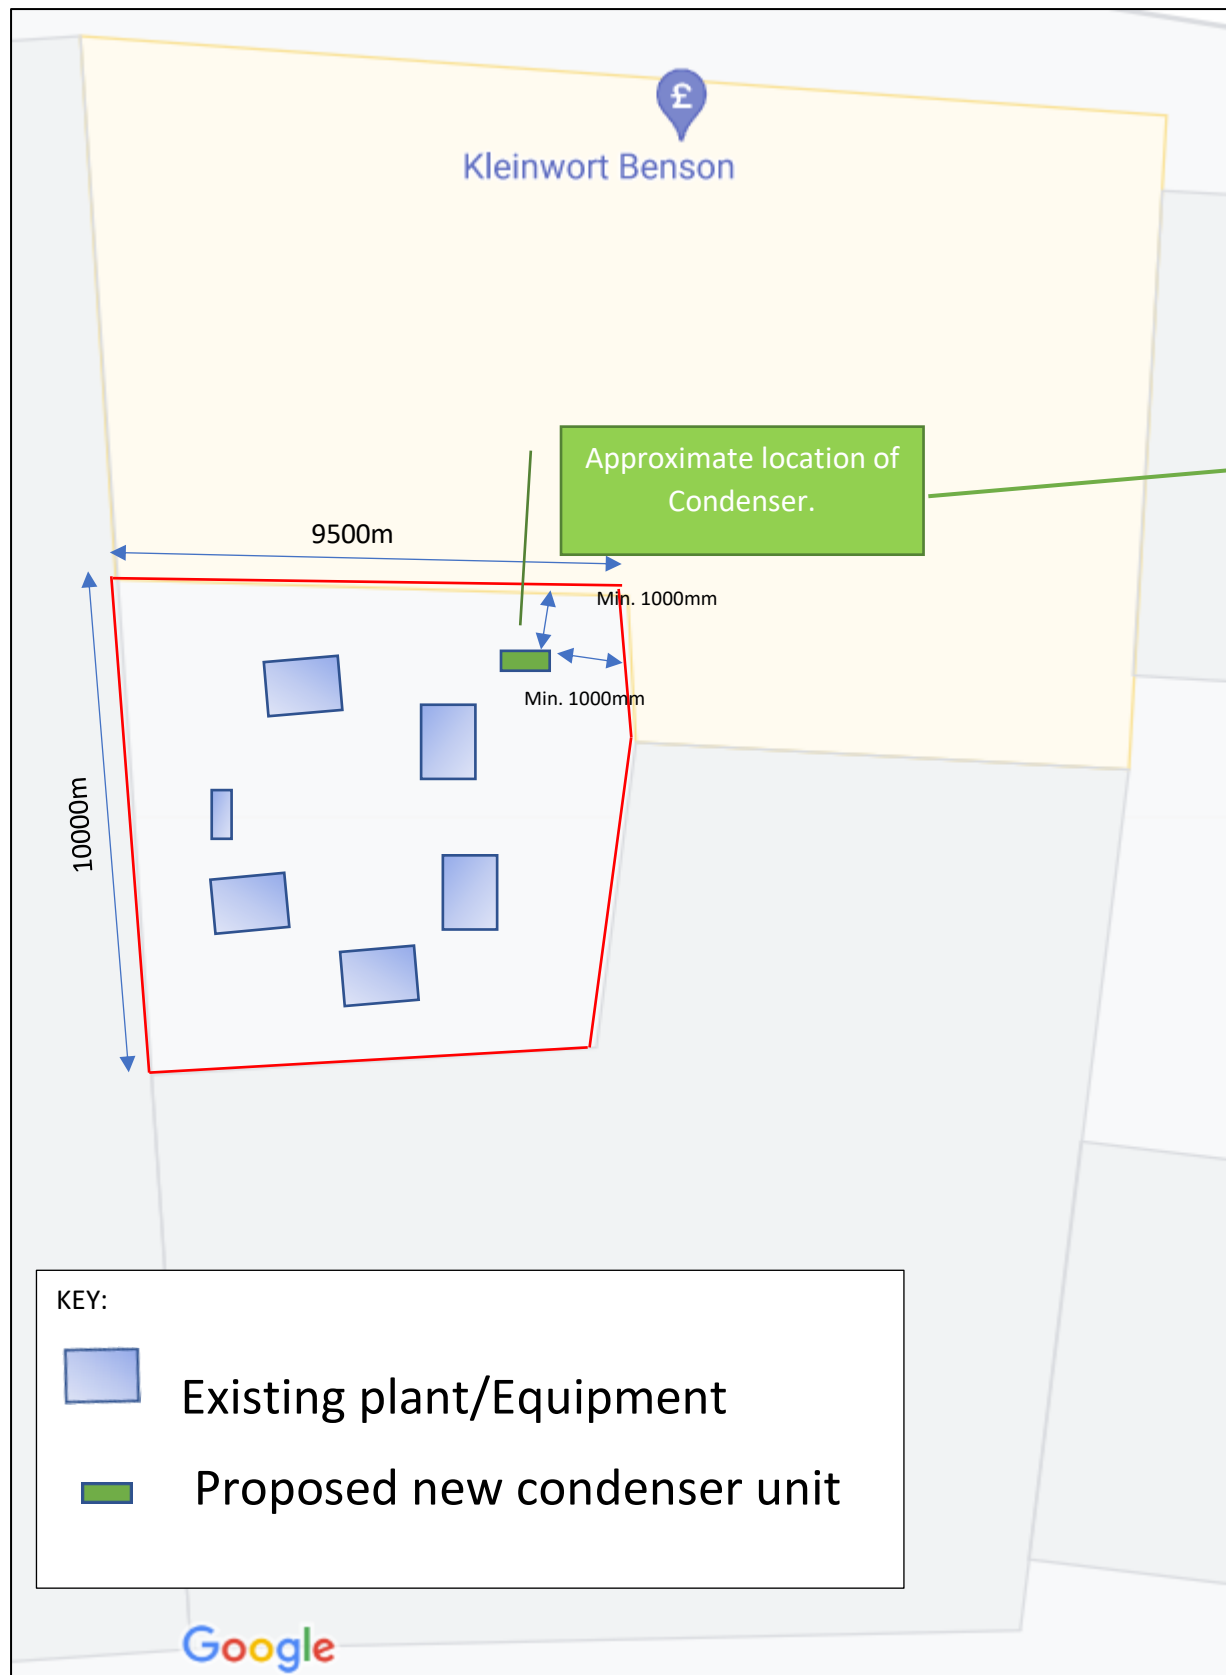 £
Kleinwort Benson
Approximate location of
Condenser.
9500m
Min. 1000mm
Min. 1000mm
10000m
KEY:
Existing plant/Equipment
Proposed new condenser unit
Google